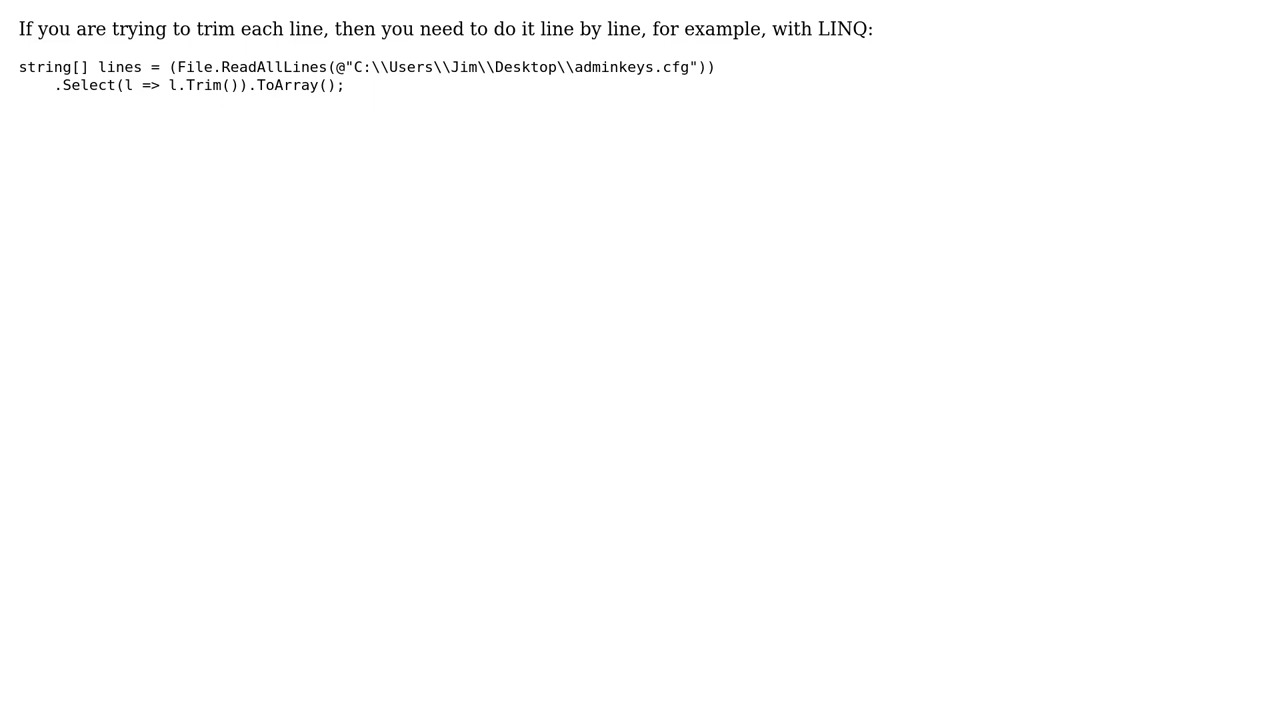 If you are trying to trim each line, then you need to do it line by line, for example, with LINQ:
string[] lines = (File.ReadAllLines(@"C:\\Users\\Jim\\Desktop\\adminkeys.cfg"))
    .Select(l => l.Trim()).ToArray();